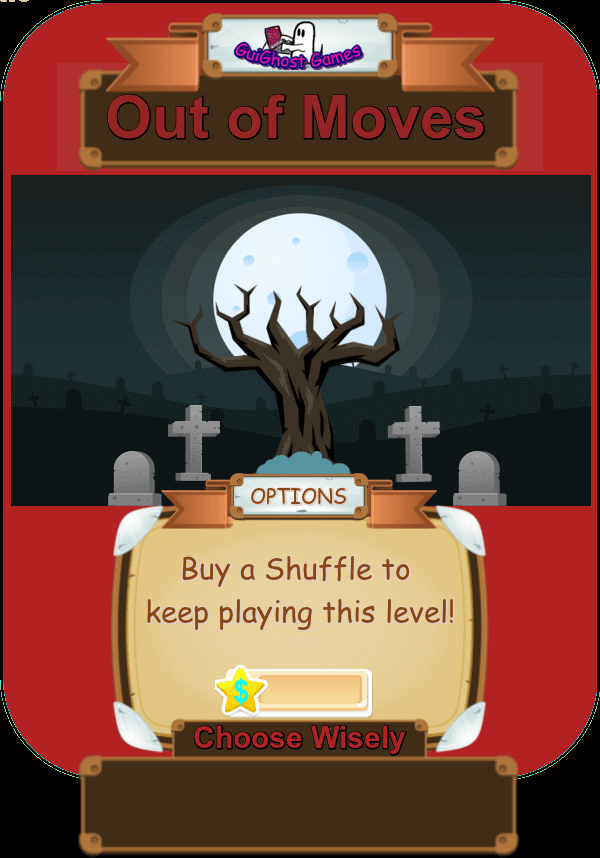 GuiGhost Games
Out of Moves
OPTIONS
Buy a Shuffle to
keep playing this level!
$
Choose Wisely